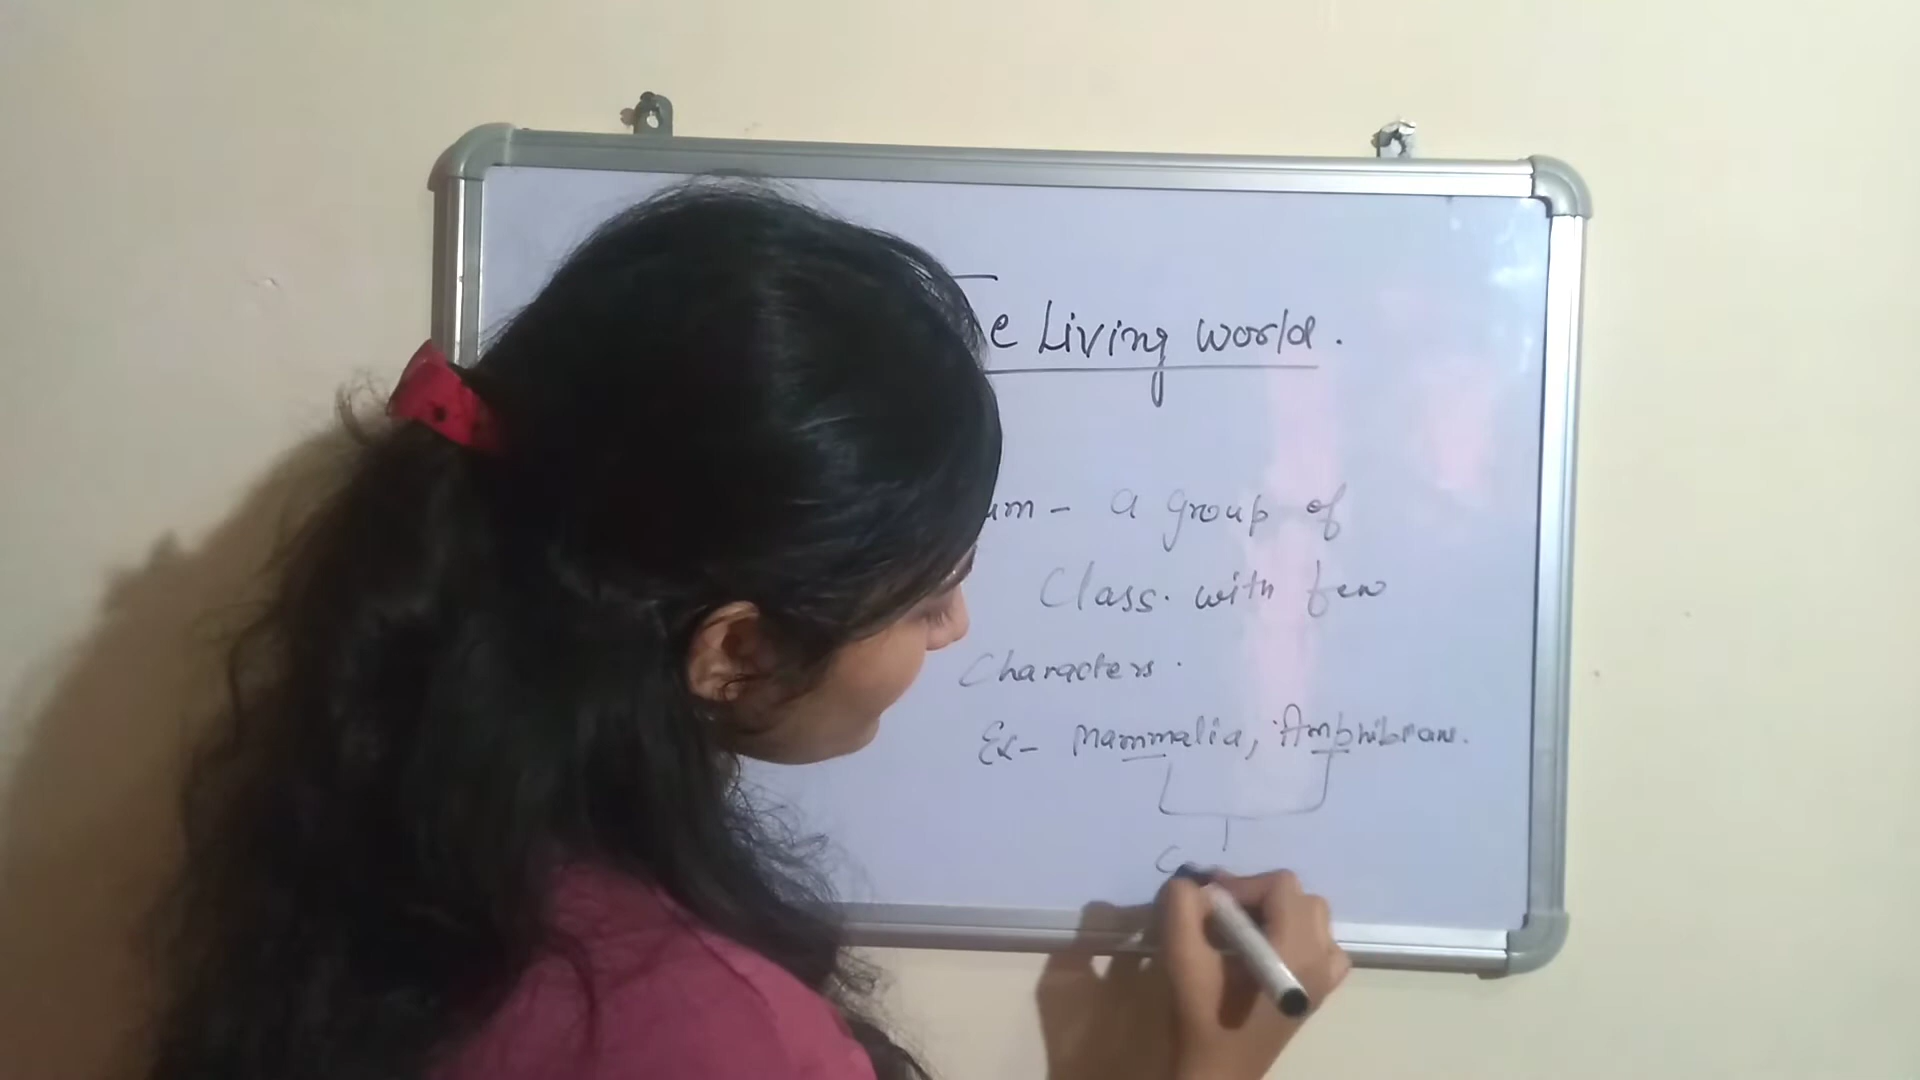 e Living world.
um - a group of
Class. with few
Characters.
Ex- Mammalia, Amphibian.
C